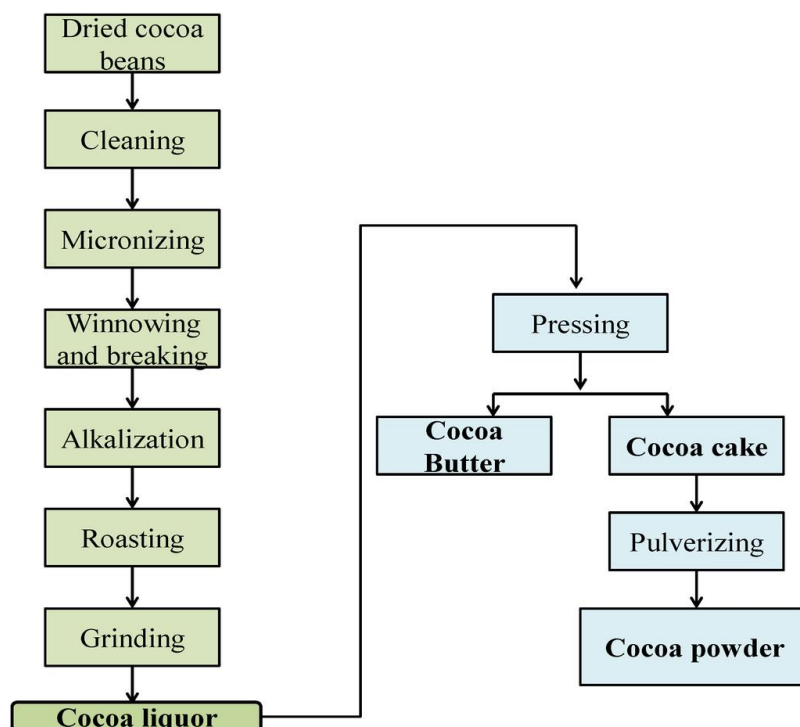 Dried cocoa
beans
Cleaning
Micronizing
Winnowing
and breaking
Alkalization
Roasting
Grinding
Cocoa liquor
Pressing
Cocoa
Butter
Cocoa cake
Pulverizing
Cocoa powder